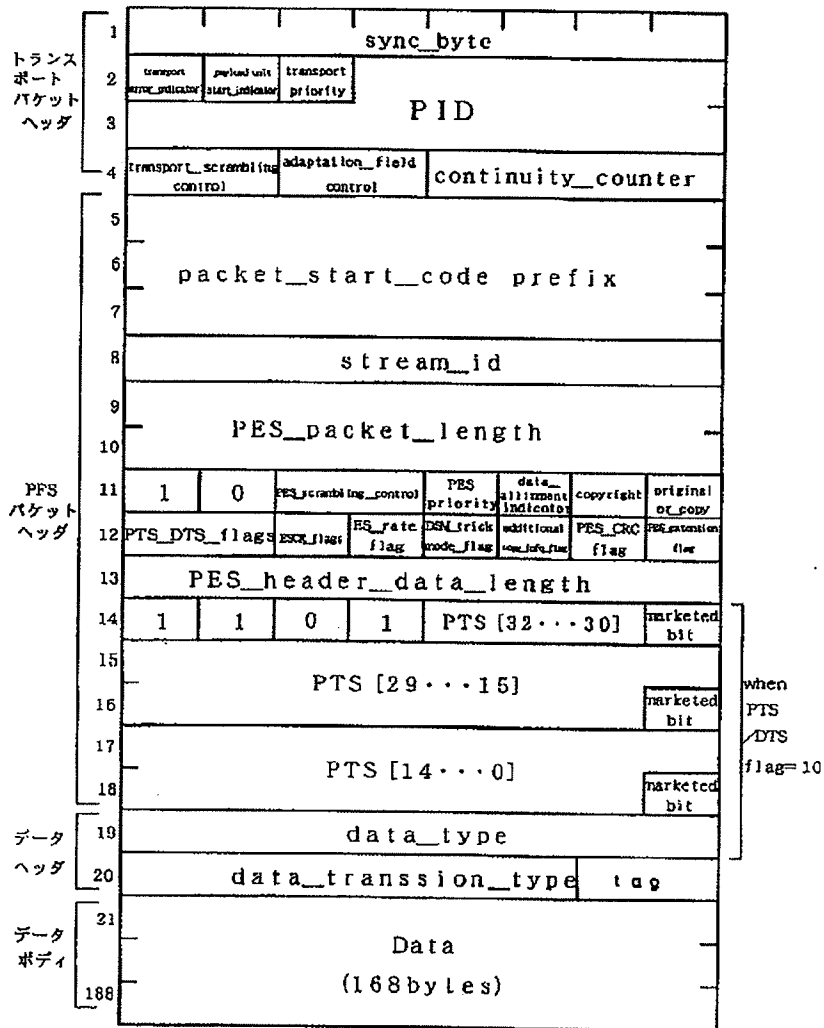 1
sync_byte
トランス
ポート
パケット
ヘッダ
2
transport
error_indicator
payload unit
start_indicator
transport
priority
PID
3
4
transport_scrambling
control
adaptation_field
control
continuity_counter
5
6
packet_start_code prefix
7
8
stream_id
9
PES_packet_length
10
PFS
パケット
ヘッダ
11
1
0
PES_scrambling_control
PES
priority
data_
allinment
indicator
copyright
original
or_copy
12
PTS_DTS_flags
ESCR_flags
ES_rate
flag
DSM_trick
mode_flag
additional
PES_CRC
flag
PES_extention
flag
13
PES_header_data_length
14
1
1
0
1
PTS [32・・・30]
marketed
bit
15
PTS [29・・・15]
16
marketed
bit
17
PTS [14・・・0]
18
marketed
bit
when
PTS
/DTS
flag=10
データ
ヘッダ
19
data_type
20
data_transsion_type
tag
データ
ボディ
21
Data
(168bytes)
188